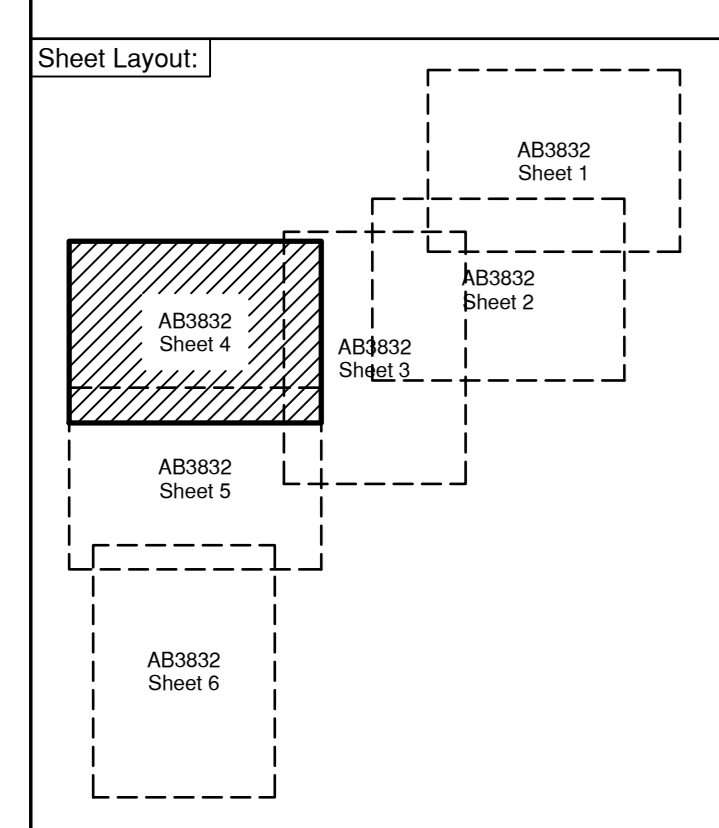 Sheet Layout:
AB3832
Sheet 1
AB3832
Sheet 2
AB3832
Sheet 3
AB3832
Sheet 4
AB3832
Sheet 5
AB3832
Sheet 6